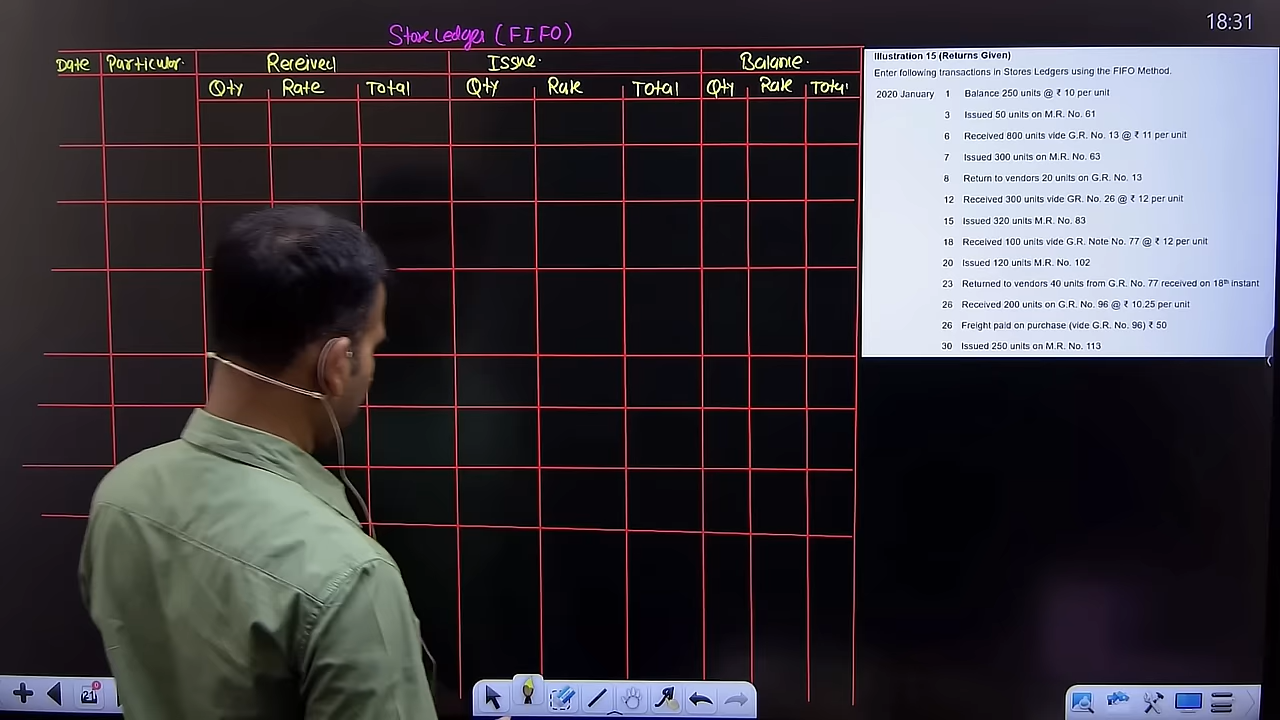 18:31
Store Ledger (FIFO)
Date Particular. Received Issue. Balance.
Qty Rate Total Qty Rate Total Qty Rate Total
Illustration 15 (Returns Given)
Enter following transactions in Stores Ledgers using the FIFO Method.
2020 January 1 Balance 250 units @ ₹ 10 per unit
3 Issued 50 units on M.R. No. 61
6 Received 800 units vide G.R. No. 13 @ ₹ 11 per unit
7 Issued 300 units on M.R. No. 63
8 Return to vendors 20 units on G.R. No. 13
12 Received 300 units vide GR. No. 26 @ ₹ 12 per unit
15 Issued 320 units M.R. No. 83
18 Received 100 units vide G.R. Note No. 77 @ ₹ 12 per unit
20 Issued 120 units M.R. No. 102
23 Returned to vendors 40 units from G.R. No. 77 received on 18th instant
26 Received 200 units on G.R. No. 96 @ ₹ 10.25 per unit
26 Freight paid on purchase (vide G.R. No. 96) ₹ 50
30 Issued 250 units on M.R. No. 113
21